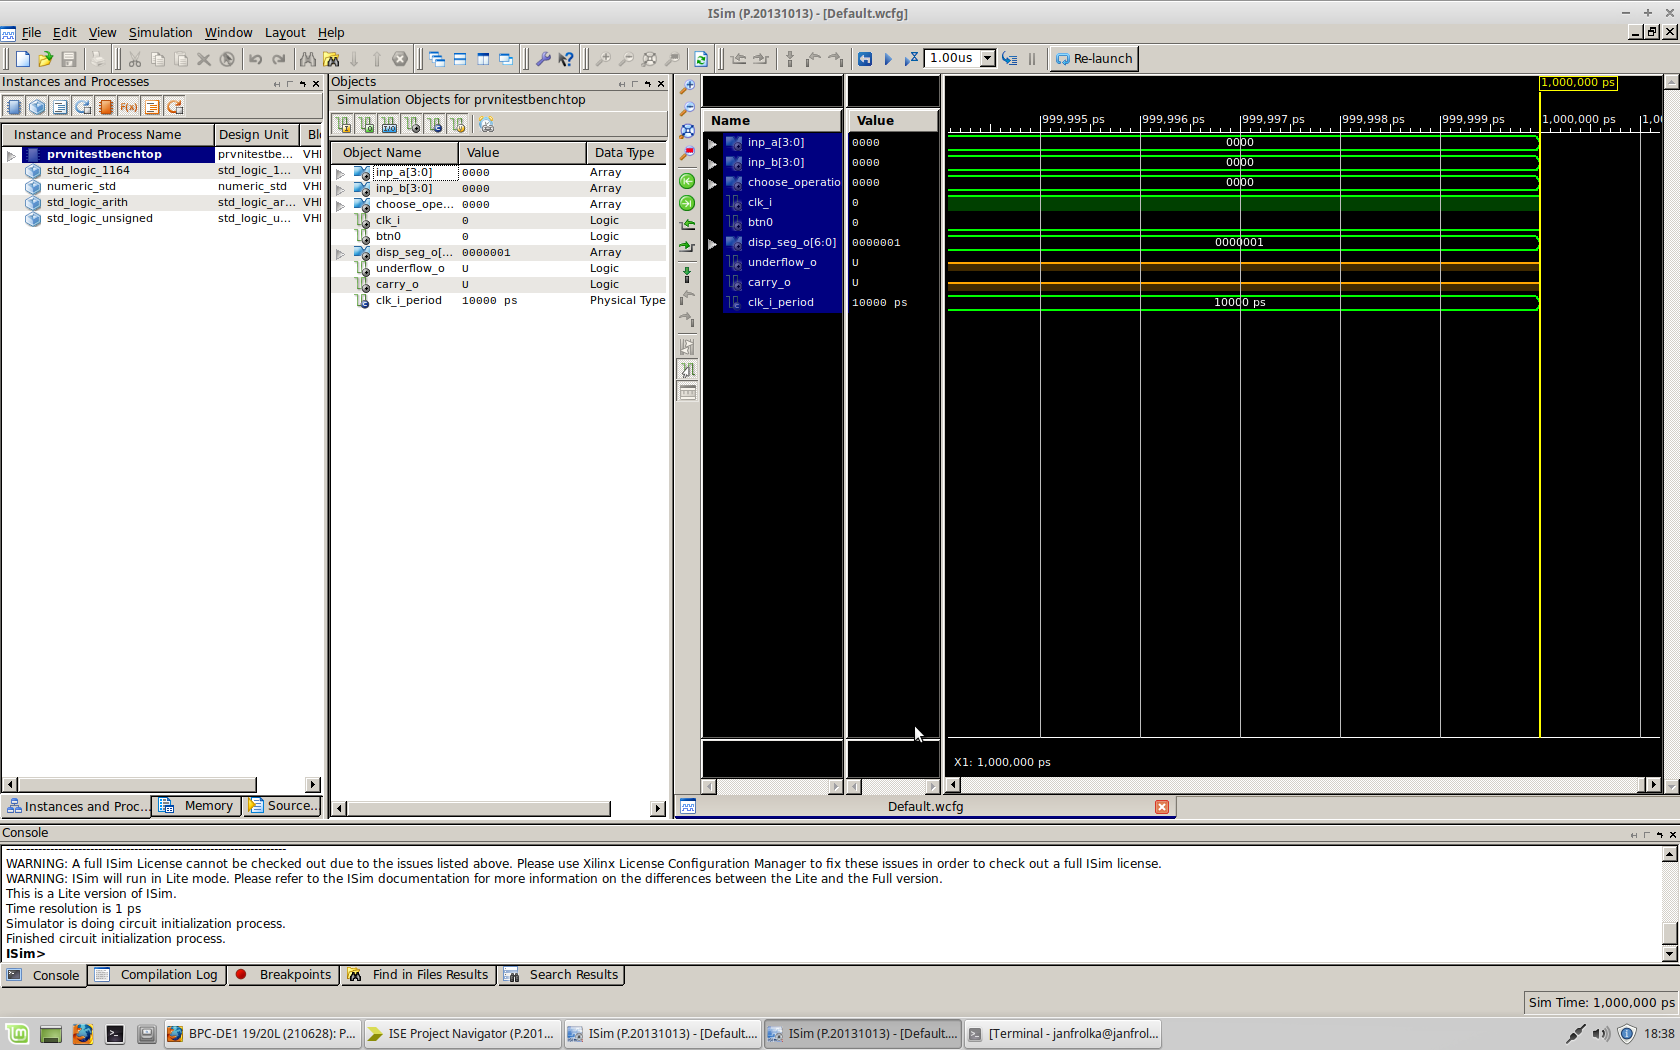 ISim (P.20131013) - [Default.wcfg]
File Edit View Simulation Window Layout Help
1.00us Re-launch
Instances and Processes
Instance and Process Name Design Unit Blo
prvnitestbenchtop prvnitestbe... VHI
std_logic_1164 std_logic_1... VHI
numeric_std numeric_std VHI
std_logic_arith std_logic_ar... VHI
std_logic_unsigned std_logic_u... VHI
Instances and Proc... Memory Source...
Objects
Simulation Objects for prvnitestbenchtop
Object Name Value Data Type
inp_a[3:0] 0000 Array
inp_b[3:0] 0000 Array
choose_ope... 0000 Array
clk_i 0 Logic
btn0 0 Logic
disp_seg_o[... 0000001 Array
underflow_o U Logic
carry_o U Logic
clk_i_period 10000 ps Physical Type
1,000,000 ps
Name Value
999,995 ps 999,996 ps 999,997 ps 999,998 ps 999,999 ps 1,000,000 ps 1,0
inp_a[3:0] 0000 0000
inp_b[3:0] 0000 0000
choose_operatio 0000 0000
clk_i 0
btn0 0
disp_seg_o[6:0] 0000001 0000001
underflow_o U
carry_o U
clk_i_period 10000 ps 10000 ps
X1: 1,000,000 ps
Default.wcfg
Console
WARNING: A full ISim License cannot be checked out due to the issues listed above. Please use Xilinx License Configuration Manager to fix these issues in order to check out a full ISim license.
WARNING: ISim will run in Lite mode. Please refer to the ISim documentation for more information on the differences between the Lite and the Full version.
This is a Lite version of ISim.
Time resolution is 1 ps
Simulator is doing circuit initialization process.
Finished circuit initialization process.
ISim>
Console Compilation Log Breakpoints Find in Files Results Search Results
Sim Time: 1,000,000 ps
BPC-DE1 19/20L (210628): P... ISE Project Navigator (P.201... ISim (P.20131013) - [Default.... ISim (P.20131013) - [Default.... [Terminal - janfrolka@janfrol... 18:38